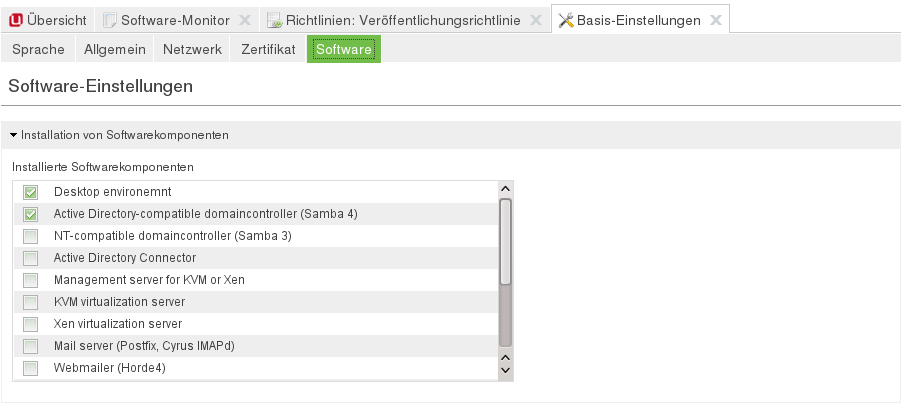 Übersicht Software-Monitor Richtlinien: Veröffentlichungsrichtlinie Basis-Einstellungen
Sprache Allgemein Netzwerk Zertifikat Software
Software-Einstellungen
Installation von Softwarekomponenten
Installierte Softwarekomponenten
Desktop environemnt
Active Directory-compatible domaincontroller (Samba 4)
NT-compatible domaincontroller (Samba 3)
Active Directory Connector
Management server for KVM or Xen
KVM virtualization server
Xen virtualization server
Mail server (Postfix, Cyrus IMAPd)
Webmailer (Horde4)